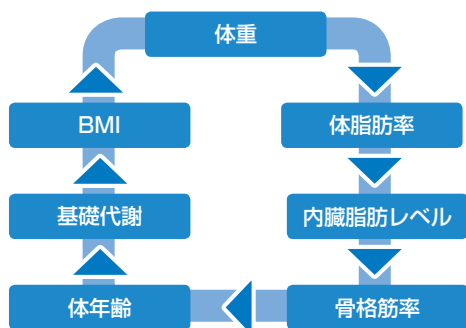 体重
体脂肪率
内臓脂肪レベル
骨格筋率
体年齢
基礎代謝
BMI